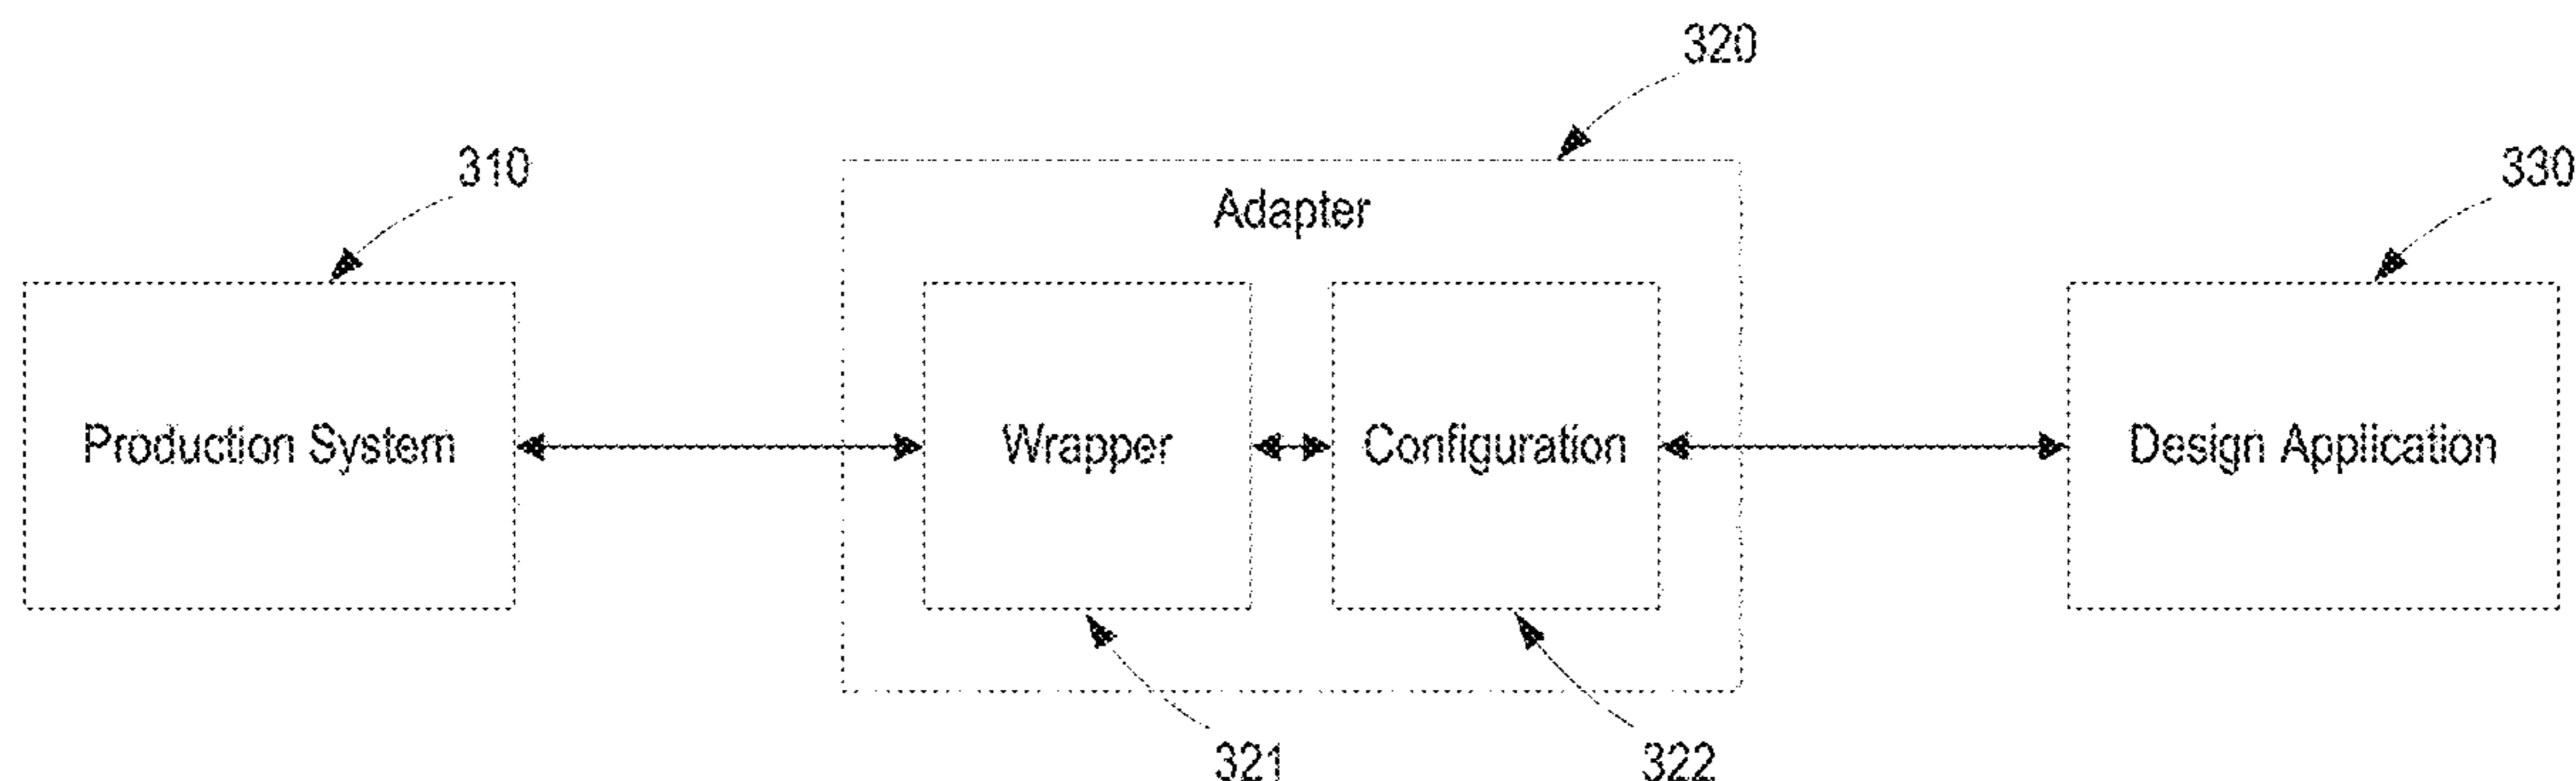 320
310
330
Adapter
Production System
Wrapper
Configuration
Design Application
321
322